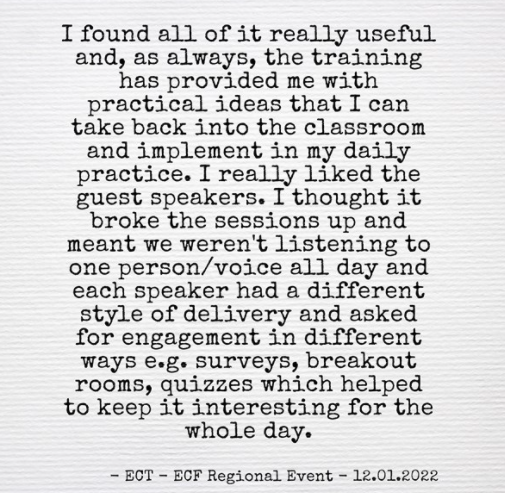 I found all of it really useful
and, as always, the training
has provided me with
practical ideas that I can
take back into the classroom
and implement in my daily
practice. I really liked the
guest speakers. I thought it
broke the sessions up and
meant we weren't listening to
one person/voice all day and
each speaker had a different
style of delivery and asked
for engagement in different
ways e.g. surveys, breakout
rooms, quizzes which helped
to keep it interesting for the
whole day.
- ECT - ECF Regional Event - 12.01.2022